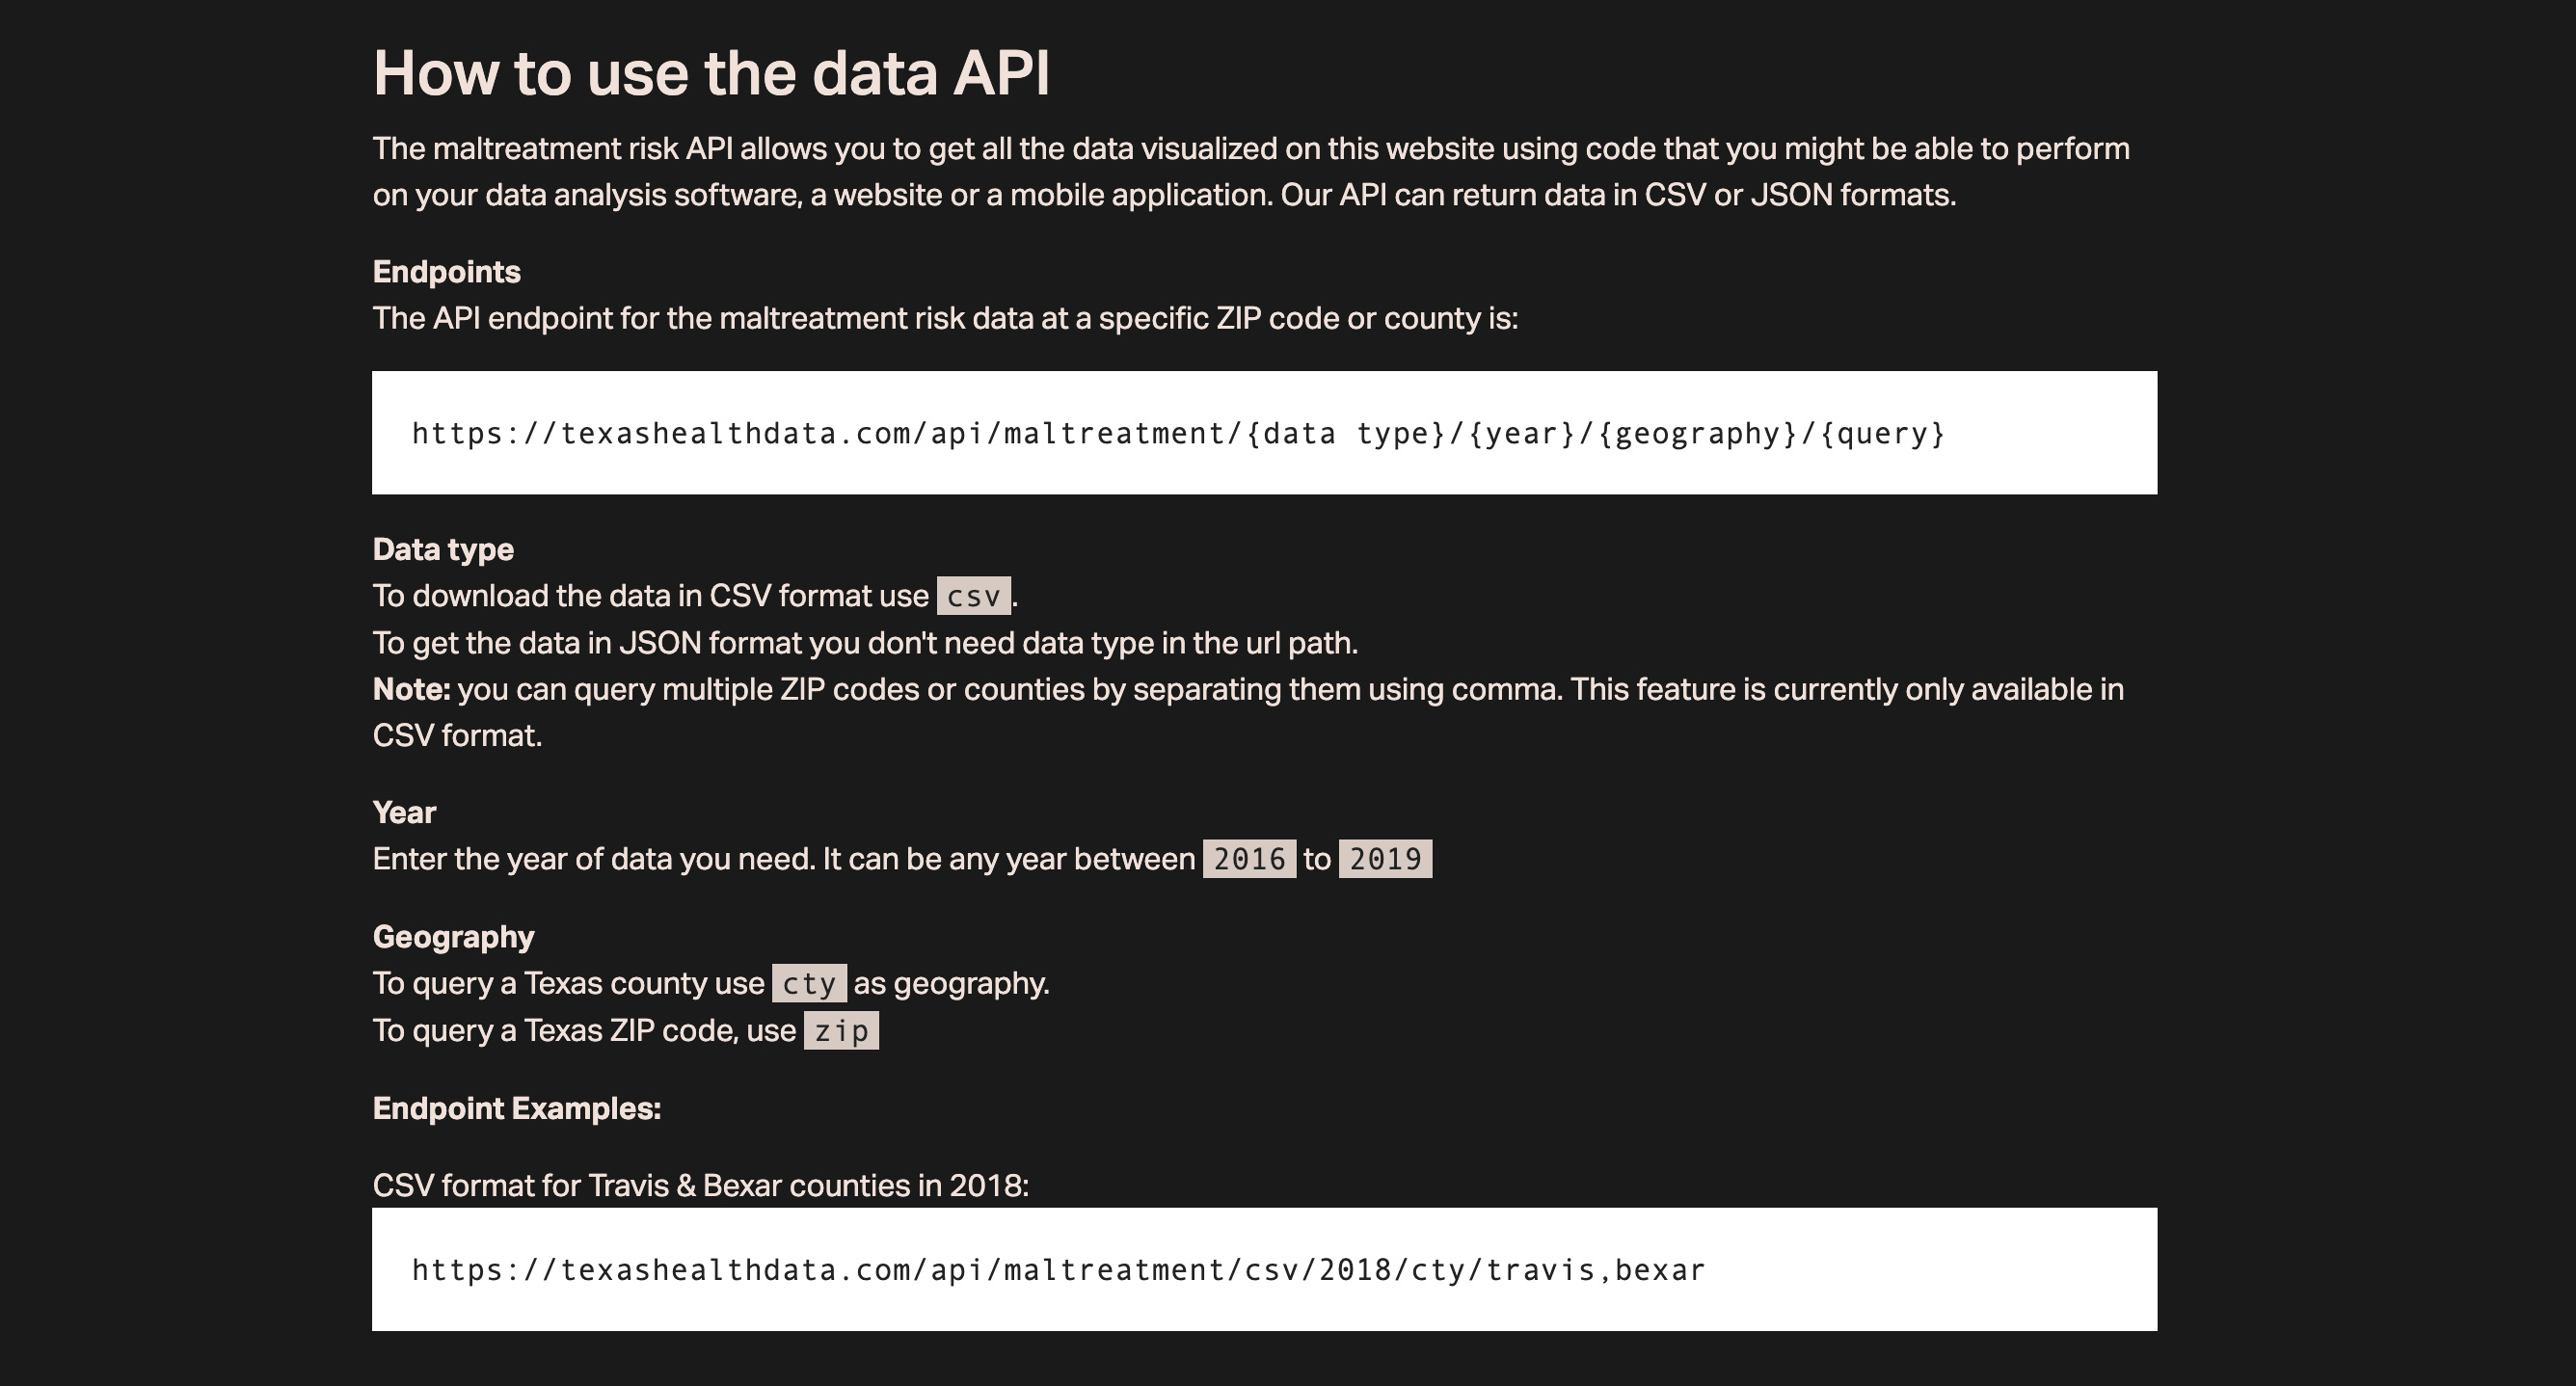 How to use the data API
The maltreatment risk API allows you to get all the data visualized on this website using code that you might be able to perform
on your data analysis software, a website or a mobile application. Our API can return data in CSV or JSON formats.
Endpoints
The API endpoint for the maltreatment risk data at a specific ZIP code or county is:
https://texashealthdata.com/api/maltreatment/{data type}/{year}/{geography}/{query}
Data type
To download the data in CSV format use csv.
To get the data in JSON format you don't need data type in the url path.
Note: you can query multiple ZIP codes or counties by separating them using comma. This feature is currently only available in
CSV format.
Year
Enter the year of data you need. It can be any year between 2016 to 2019
Geography
To query a Texas county use cty as geography.
To query a Texas ZIP code, use zip
Endpoint Examples:
CSV format for Travis & Bexar counties in 2018:
https://texashealthdata.com/api/maltreatment/csv/2018/cty/travis,bexar